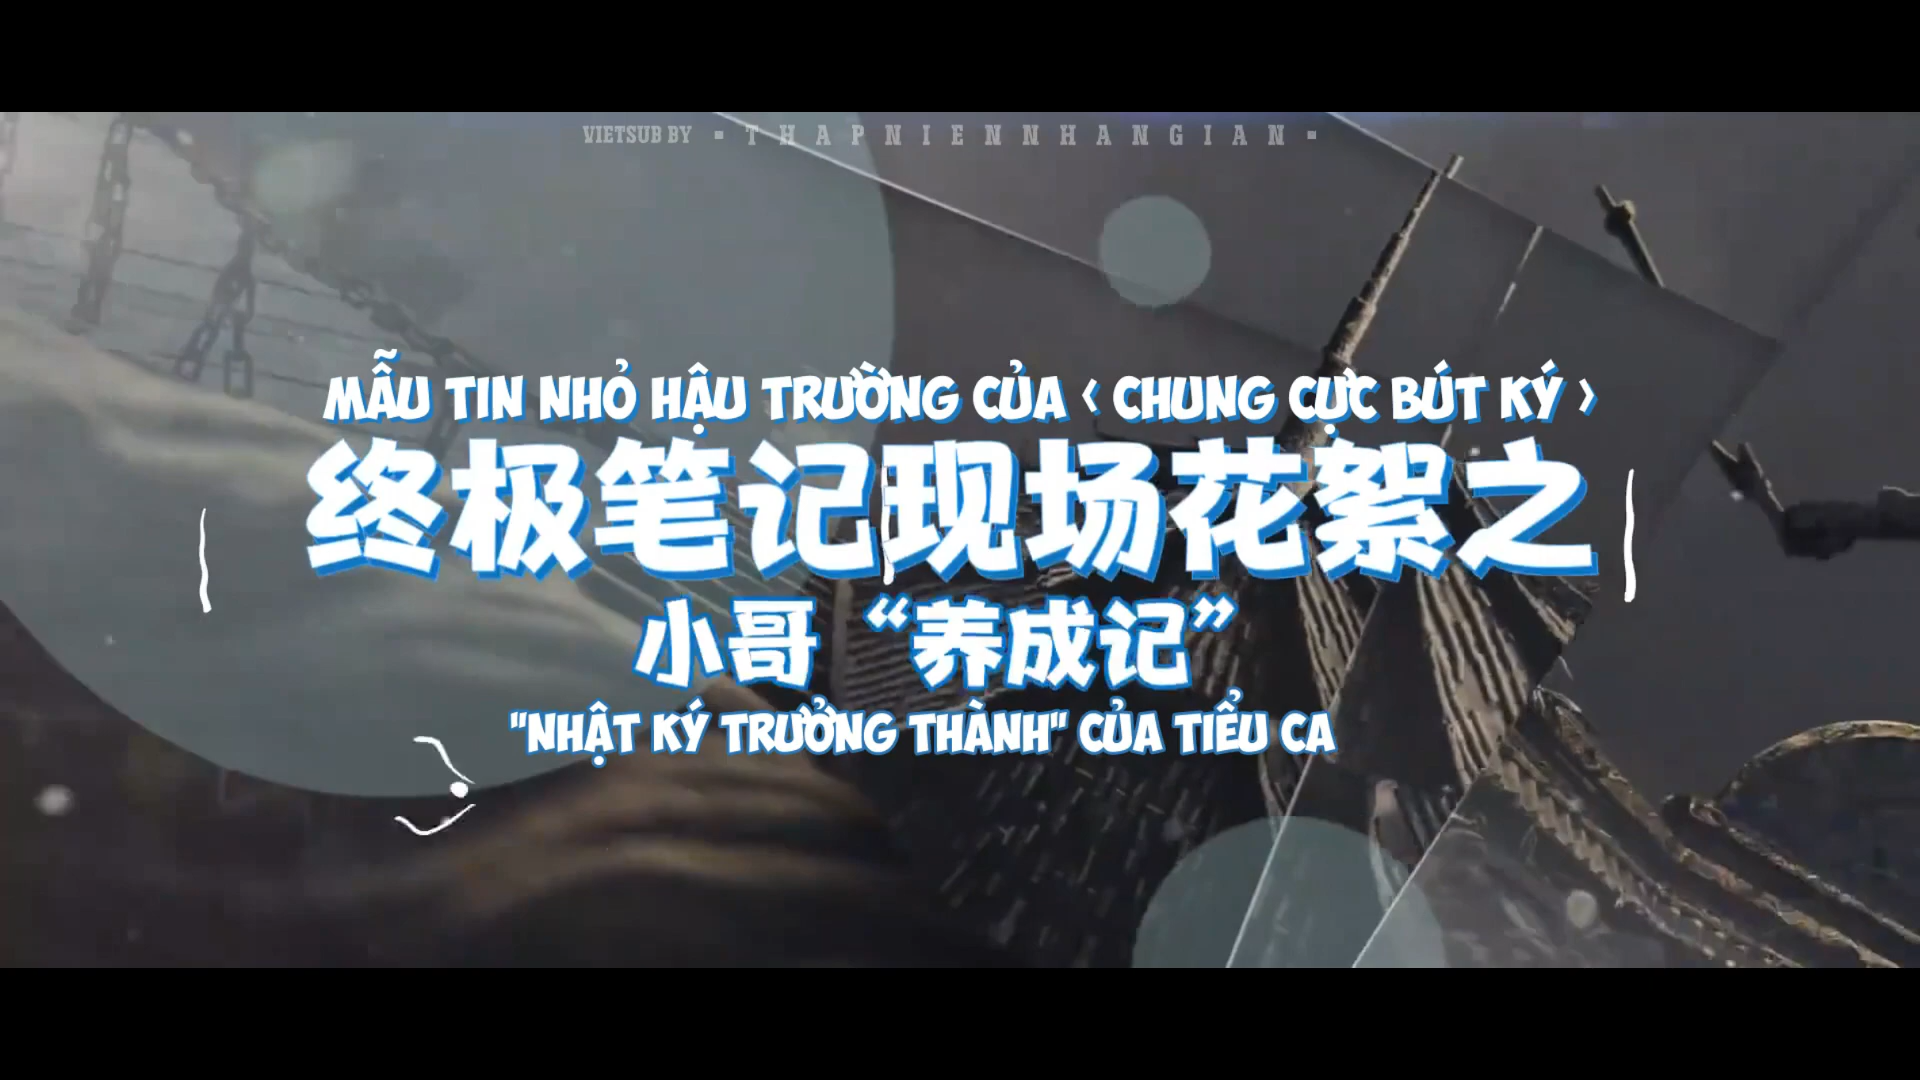 VIETSUB BY - THAPNIENNHANGIAN -
MẪU TIN NHỎ HẬU TRƯỜNG CỦA < CHUNG CỰC BÚT KÝ >
终极笔记现场花絮之
小哥“养成记”
"NHẬT KÝ TRƯỞNG THÀNH" CỦA TIỂU CA